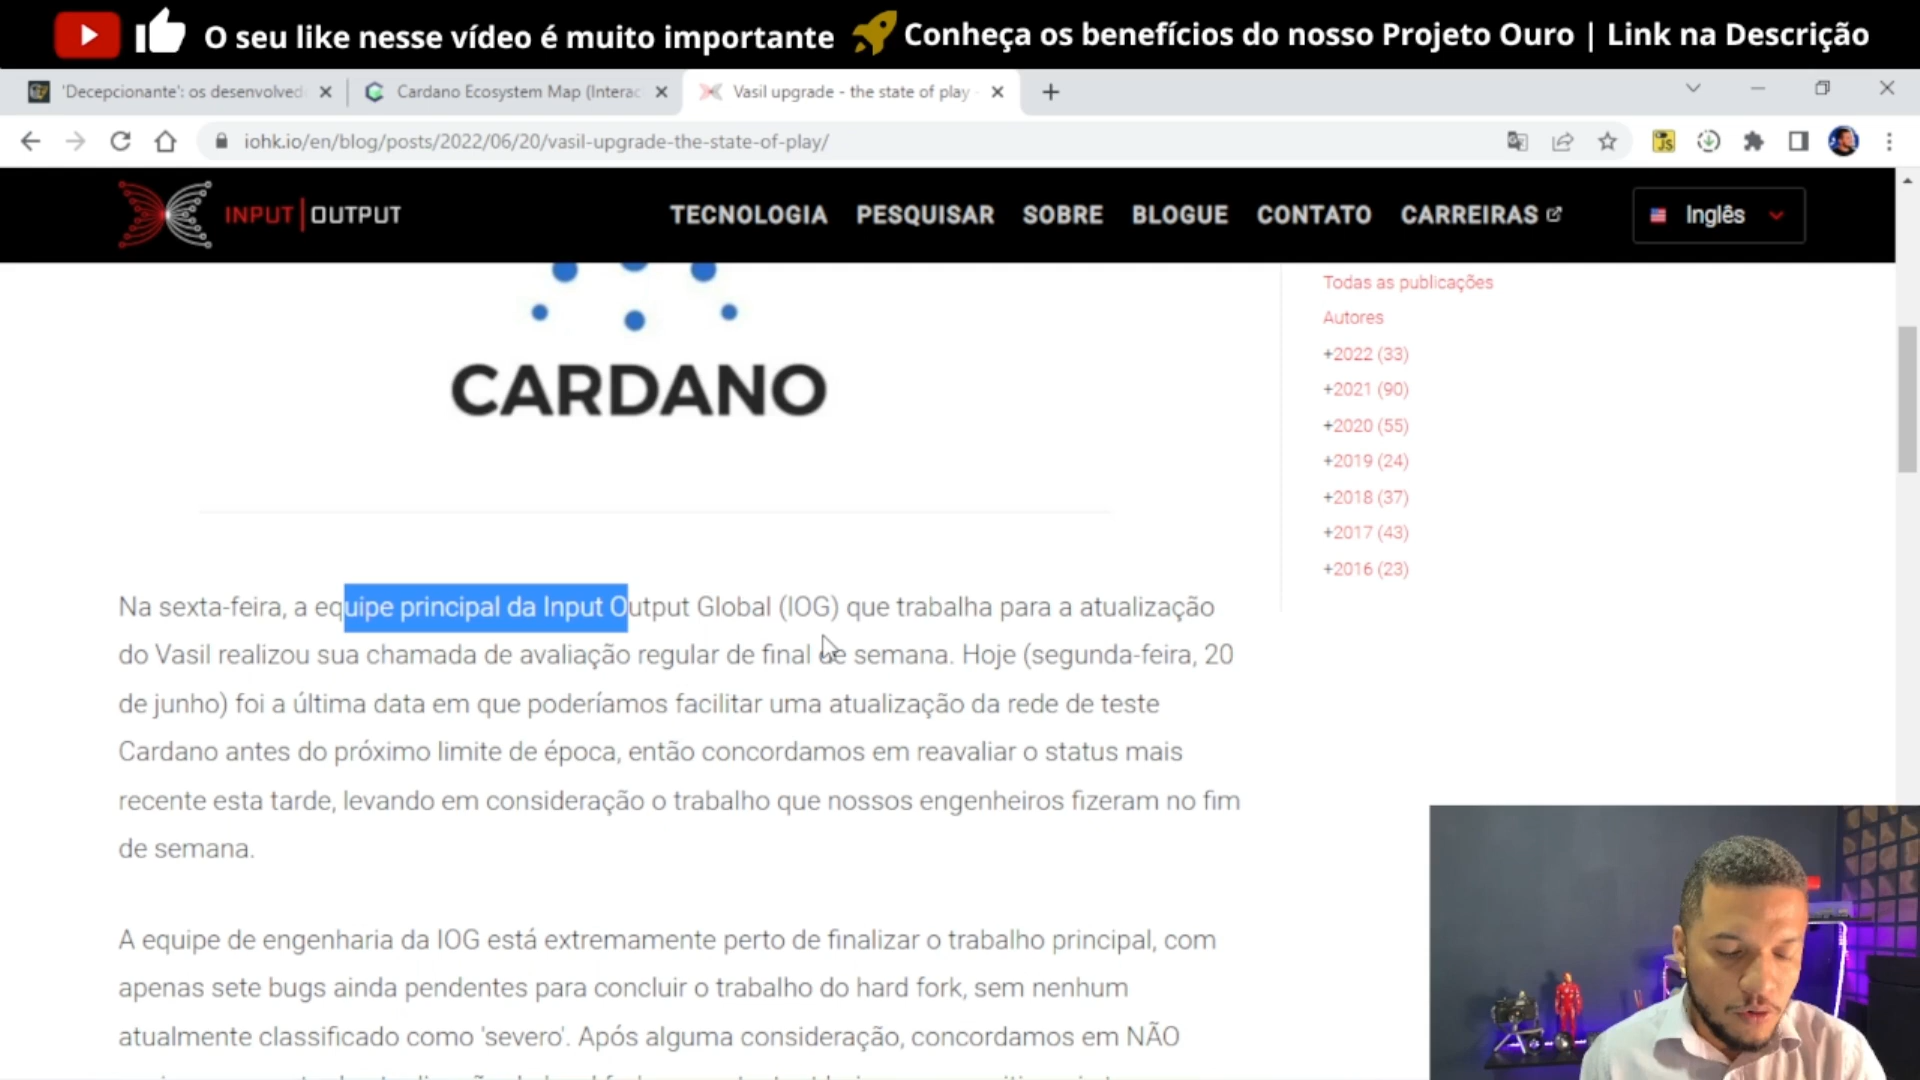 O seu like nesse vídeo é muito importante
Conheça os benefícios do nosso Projeto Ouro | Link na Descrição
'Decepcionante': os desenvolved
Cardano Ecosystem Map (Interac
Vasil upgrade - the state of play
iohk.io/en/blog/posts/2022/06/20/vasil-upgrade-the-state-of-play/
JS
INPUT | OUTPUT
TECNOLOGIA PESQUISAR SOBRE BLOGUE CONTATO CARREIRAS
Inglês
CARDANO
Todas as publicações
Autores
+2022 (33)
+2021 (90)
+2020 (55)
+2019 (24)
+2018 (37)
+2017 (43)
+2016 (23)
Na sexta-feira, a equipe principal da Input Output Global (IOG) que trabalha para a atualização
do Vasil realizou sua chamada de avaliação regular de final de semana. Hoje (segunda-feira, 20
de junho) foi a última data em que poderíamos facilitar uma atualização da rede de teste
Cardano antes do próximo limite de época, então concordamos em reavaliar o status mais
recente esta tarde, levando em consideração o trabalho que nossos engenheiros fizeram no fim
de semana.
A equipe de engenharia da IOG está extremamente perto de finalizar o trabalho principal, com
apenas sete bugs ainda pendentes para concluir o trabalho do hard fork, sem nenhum
atualmente classificado como 'severo'. Após alguma consideração, concordamos em NÃO